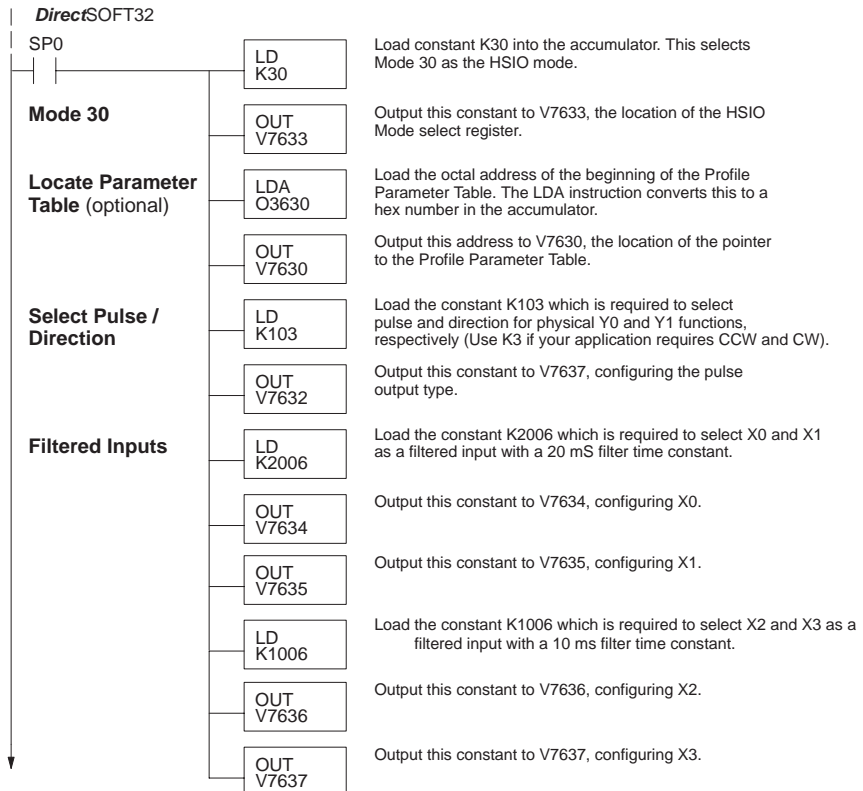 DirectSOFT32
SP0
LD
K30
Load constant K30 into the accumulator. This selects
Mode 30 as the HSIO mode.
Mode 30
OUT
V7633
Output this constant to V7633, the location of the HSIO
Mode select register.
Locate Parameter
Table (optional)
LDA
O3630
Load the octal address of the beginning of the Profile
Parameter Table. The LDA instruction converts this to a
hex number in the accumulator.
OUT
V7630
Output this address to V7630, the location of the pointer
to the Profile Parameter Table.
Select Pulse /
Direction
LD
K103
Load the constant K103 which is required to select
pulse and direction for physical Y0 and Y1 functions,
respectively (Use K3 if your application requires CCW and CW).
OUT
V7632
Output this constant to V7637, configuring the pulse
output type.
Filtered Inputs
LD
K2006
Load the constant K2006 which is required to select X0 and X1
as a filtered input with a 20 mS filter time constant.
OUT
V7634
Output this constant to V7634, configuring X0.
OUT
V7635
Output this constant to V7635, configuring X1.
LD
K1006
Load the constant K1006 which is required to select X2 and X3 as a
filtered input with a 10 ms filter time constant.
OUT
V7636
Output this constant to V7636, configuring X2.
OUT
V7637
Output this constant to V7637, configuring X3.